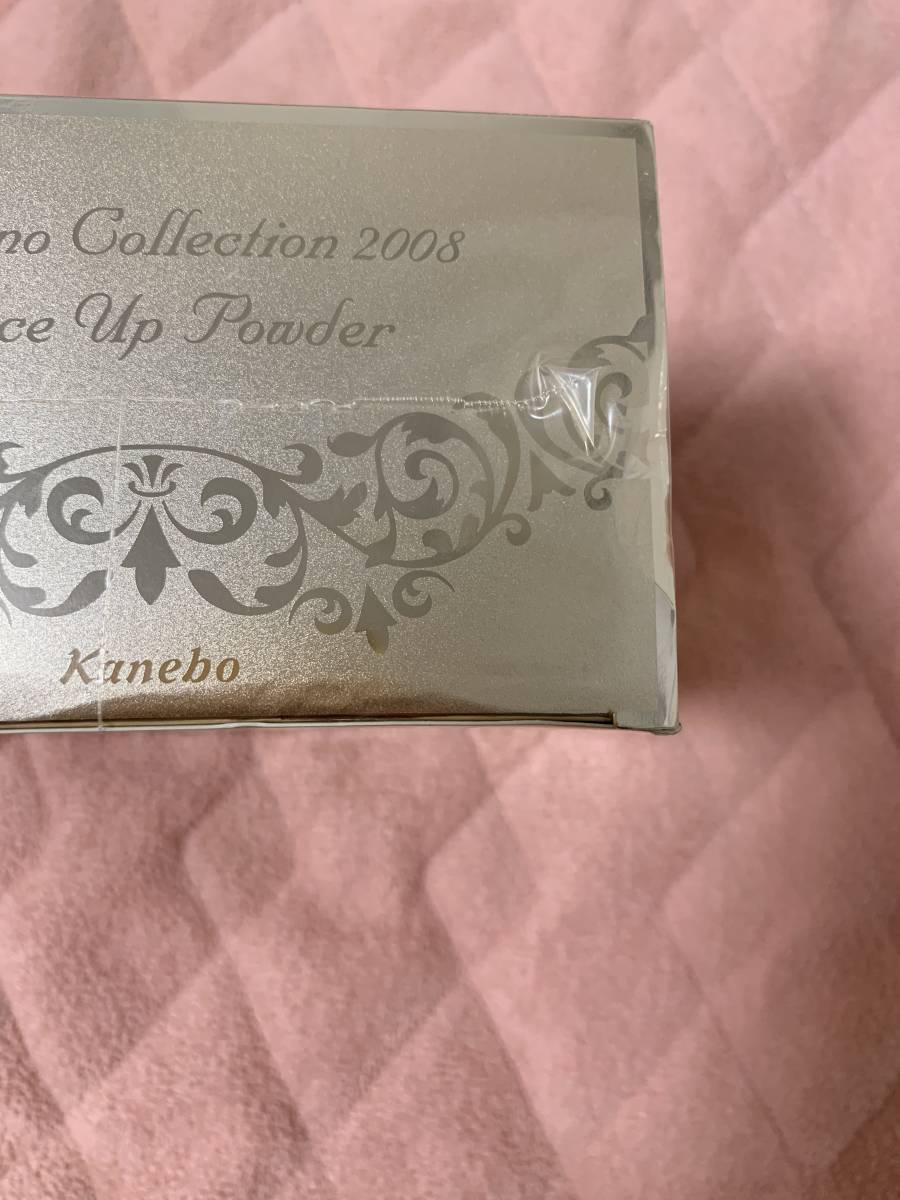 no Collection 2008
ce Up Powder
Kanebo